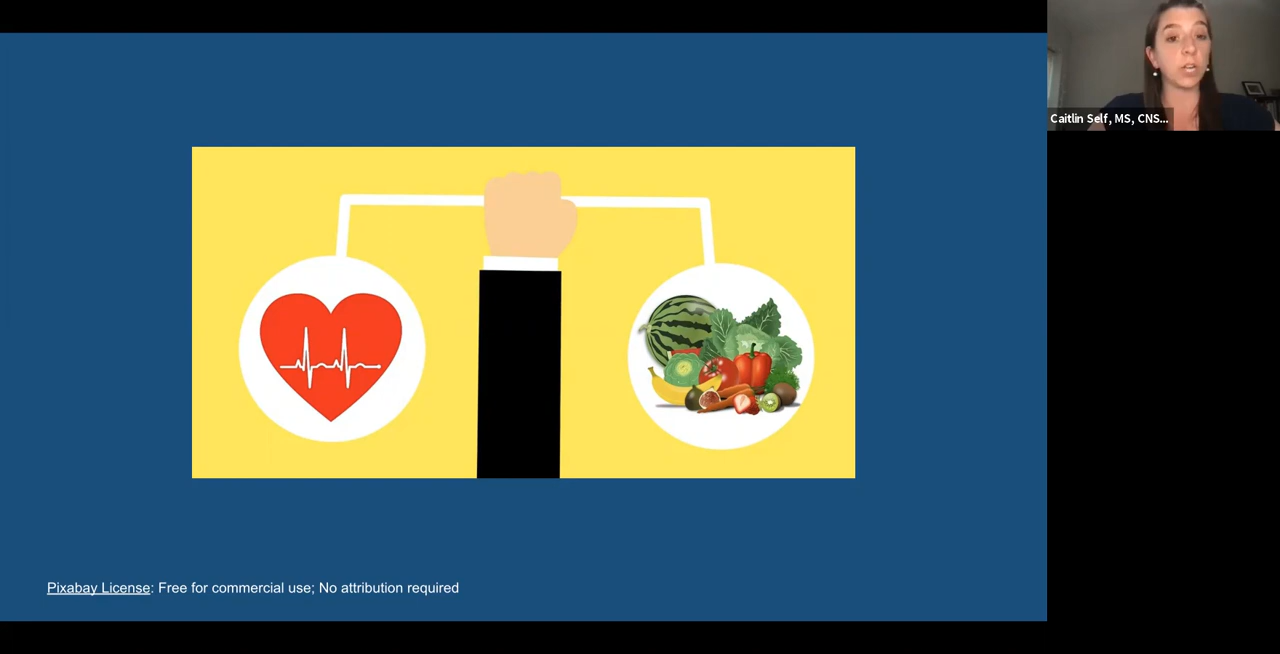 Caitlin Self, MS, CNS...
Pixabay License: Free for commercial use; No attribution required